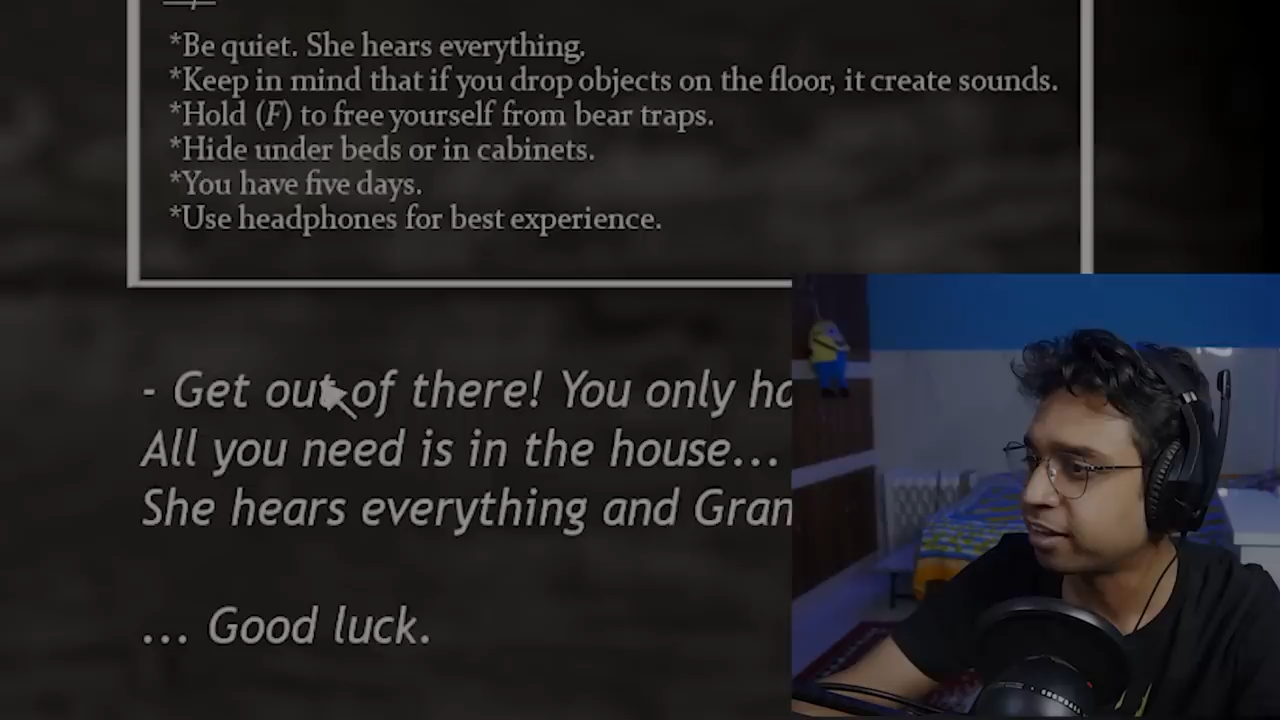 *Be quiet. She hears everything.
*Keep in mind that if you drop objects on the floor, it create sounds.
*Hold (F) to free yourself from bear traps.
*Hide under beds or in cabinets.
*You have five days.
*Use headphones for best experience.
- Get out of there! You only
All you need is in the house...
She hears everything and
... Good luck.